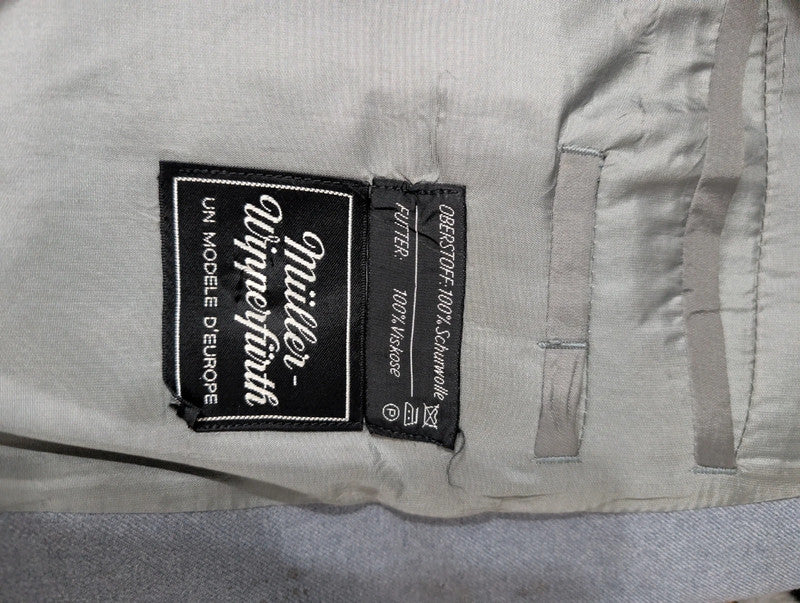 Müller-
Wipperfürth
UN MODELE D'EUROPE
OBERSTOFF: 100% Schurwolle
FUTTER: 100% Viskose
P